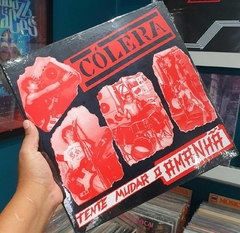 CÓLERA
TENTE MUDAR O AMANHÃ